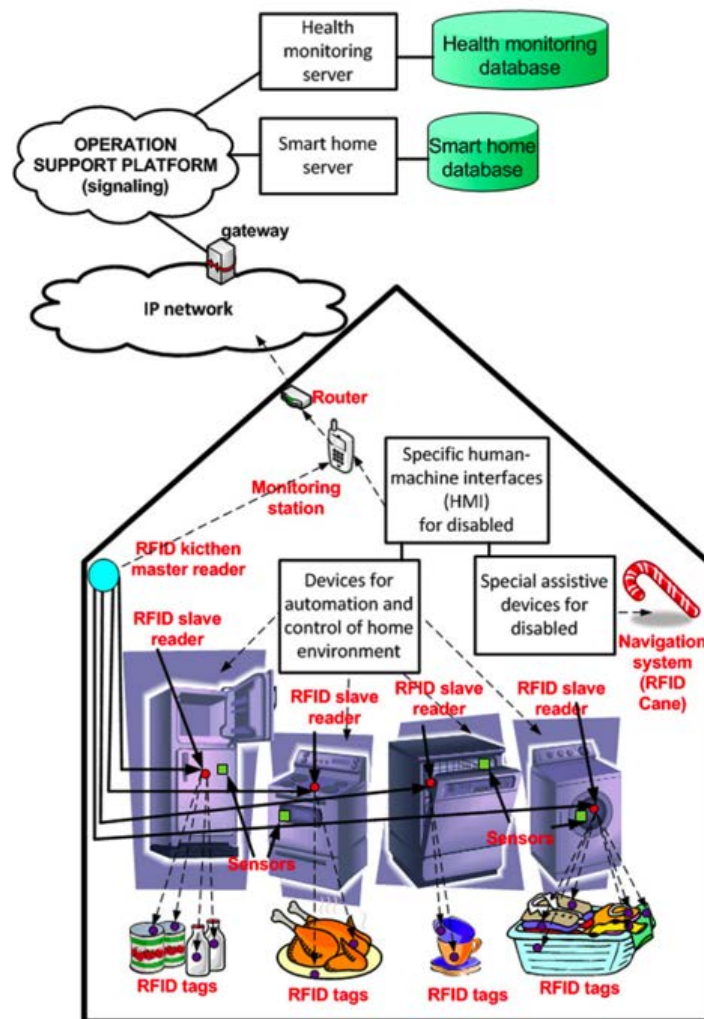 Health
monitoring
server
Health monitoring
database
OPERATION
SUPPORT PLATFORM
(signaling)
Smart home
server
Smart home
database
gateway
IP network
Router
Monitoring
station
Specific human-
machine interfaces
(HMI)
for disabled
RFID kicthen
master reader
Devices for
automation and
control of home
environment
Special assistive
devices for
disabled
Navigation
system
(RFID
Cane)
RFID slave
reader
RFID slave
reader
RFID slave
reader
RFID slave
reader
Sensors
Sensors
RFID tags
RFID tags
RFID tags
RFID tags